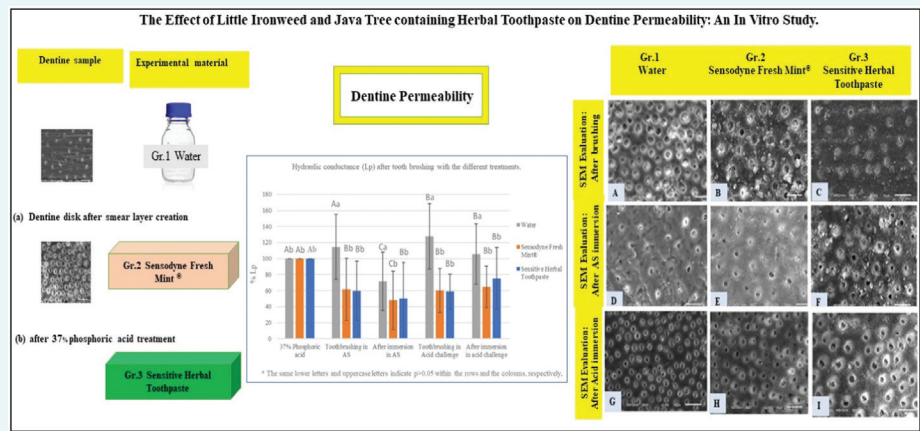 The Effect of Little Ironweed and Java Tree containing Herbal Toothpaste on Dentine Permeability: An In Vitro Study.
Dentine sample
Experimental material
Gr.1 Water
(a) Dentine disk after smear layer creation
Gr.2 Sensodyne Fresh
Mint ®
(b) after 37% phosphoric acid treatment
Gr.3 Sensitive Herbal
Toothpaste
Dentine Permeability
Hydraulic conductance (Lp) after tooth brushing with the different treatments.
% Lp
180
160
140
120
100
80
60
40
20
0
Ab Ab Ab
Aa
Bb Bb
Ca
Cb Bb
Ba
Bb Bb
Ba
Bb Bb
37% Phosphoric
acid
Toothbrushing in
AS
After immersion
in AS
Toothbrushing in
Acid challenge
After immersion
in acid challenge
Water
Sensodyne Fresh
Mint®
Sensitive Herbal
Toothpaste
* The same lower letters and uppercase letters indicate p>0.05 within the rows and the coloums, respectively.
Gr.1
Water
Gr.2
Sensodyne Fresh Mint®
Gr.3
Sensitive Herbal
Toothpaste
SEM Evaluation:
After brushing
A
B
C
SEM Evaluation:
After AS immersion
D
E
F
SEM Evaluation:
After Acid immersion
G
H
I